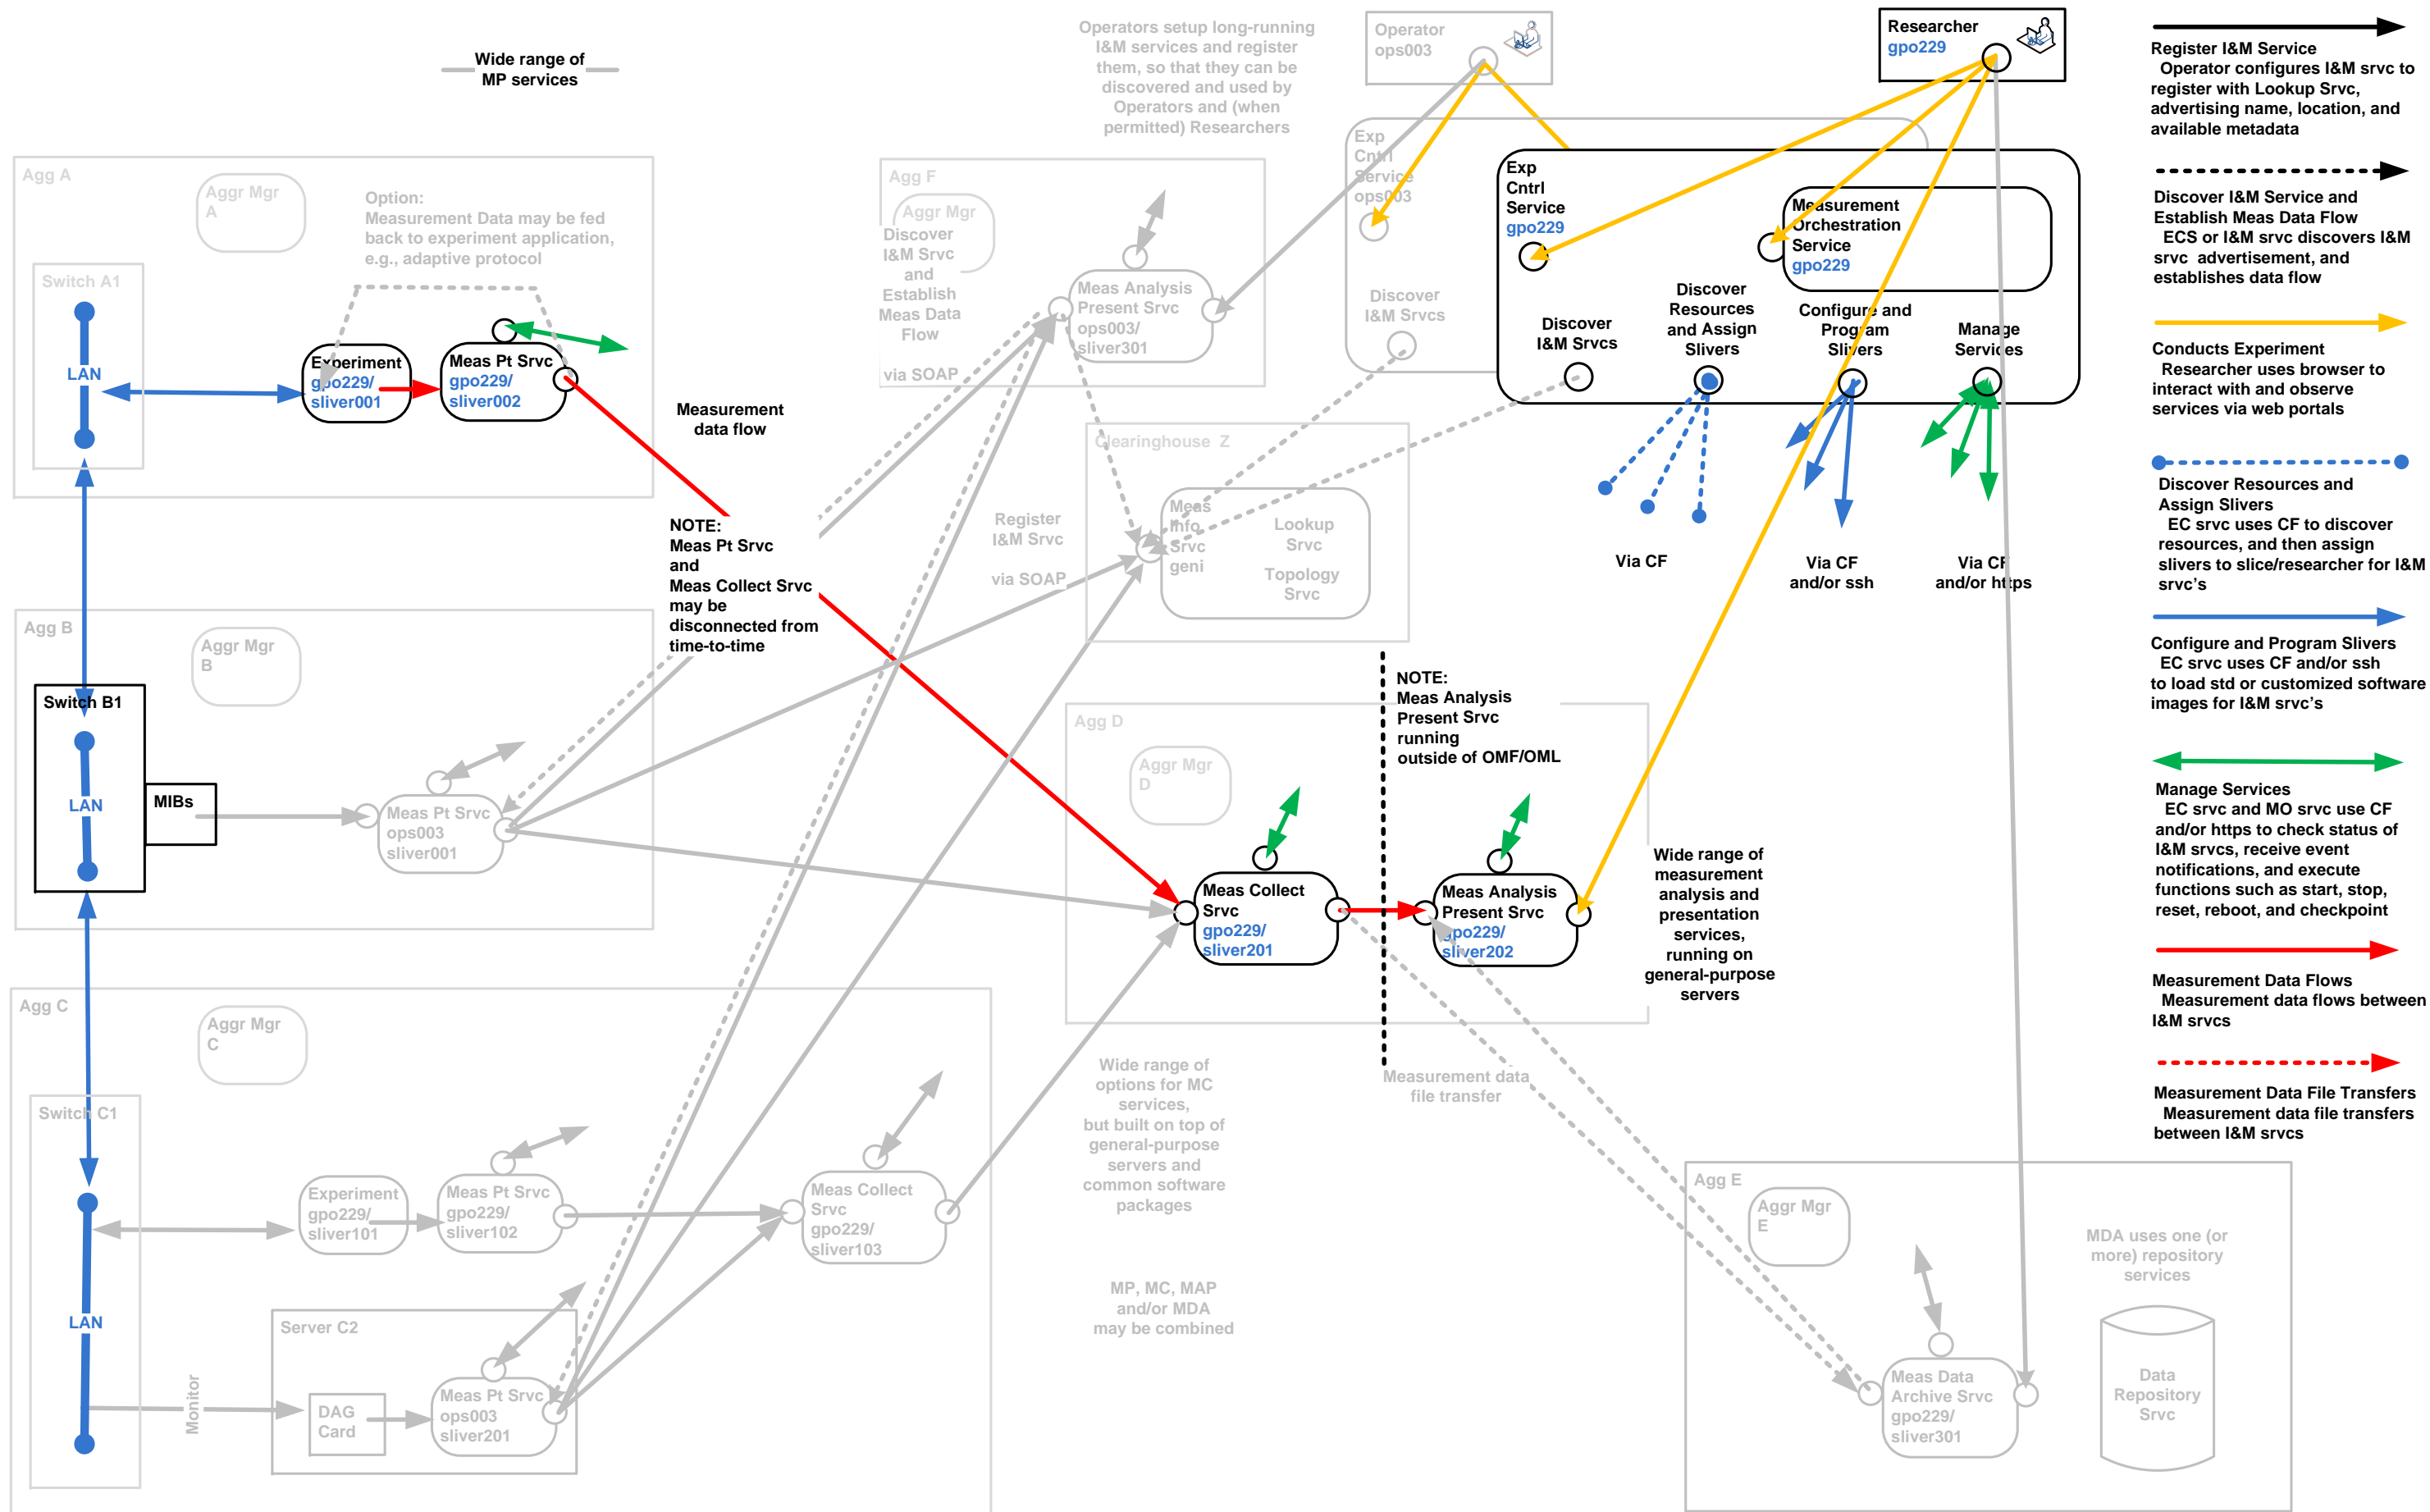 Wide range of
MP services
Operators setup long-running
I&M services and register
them, so that they can be
discovered and used by
Operators and (when
permitted) Researchers
Operator
ops003
Researcher
gpo229
Agg A
Aggr Mgr
A
Option:
Measurement Data may be fed
back to experiment application,
e.g., adaptive protocol
Switch A1
LAN
Experiment
gpo229/
sliver001
Meas Pt Srvc
gpo229/
sliver002
Measurement
data flow
Agg F
Aggr Mgr
Discover
I&M Srvc
and
Establish
Meas Data
Flow
via SOAP
Meas Analysis
Present Srvc
ops003/
sliver301
Exp
Cntrl
Service
ops003
Discover
I&M Srvcs
Exp
Cntrl
Service
gpo229
Measurement
Orchestration
Service
gpo229
Discover
I&M Srvcs
Discover
Resources
and Assign
Slivers
Configure and
Program
Slivers
Manage
Services
Via CF
Via CF
and/or ssh
Via CF
and/or https
Clearinghouse Z
Meas
Info
Srvc
geni
Lookup
Srvc
Topology
Srvc
Register
I&M Srvc
via SOAP
NOTE:
Meas Pt Srvc
and
Meas Collect Srvc
may be
disconnected from
time-to-time
Agg B
Aggr Mgr
B
Switch B1
LAN
MIBs
Meas Pt Srvc
ops003
sliver001
Agg D
Aggr Mgr
D
NOTE:
Meas Analysis
Present Srvc
running
outside of OMF/OML
Meas Collect
Srvc
gpo229/
sliver201
Meas Analysis
Present Srvc
gpo229/
sliver202
Wide range of
measurement
analysis and
presentation
services,
running on
general-purpose
servers
Measurement data
file transfer
Agg C
Aggr Mgr
C
Switch C1
LAN
Experiment
gpo229/
sliver101
Meas Pt Srvc
gpo229/
sliver102
Meas Collect
Srvc
gpo229/
sliver103
Wide range of
options for MC
services,
but built on top of
general-purpose
servers and
common software
packages
MP, MC, MAP
and/or MDA
may be combined
Monitor
Server C2
DAG
Card
Meas Pt Srvc
ops003
sliver201
Agg E
Aggr Mgr
E
MDA uses one (or
more) repository
services
Meas Data
Archive Srvc
gpo229/
sliver301
Data
Repository
Srvc
Register I&M Service
Operator configures I&M srvc to
register with Lookup Srvc,
advertising name, location, and
available metadata
Discover I&M Service and
Establish Meas Data Flow
ECS or I&M srvc discovers I&M
srvc advertisement, and
establishes data flow
Conducts Experiment
Researcher uses browser to
interact with and observe
services via web portals
Discover Resources and
Assign Slivers
EC srvc uses CF to discover
resources, and then assign
slivers to slice/researcher for I&M
srvc's
Configure and Program Slivers
EC srvc uses CF and/or ssh
to load std or customized software
images for I&M srvc's
Manage Services
EC srvc and MO srvc use CF
and/or https to check status of
I&M srvcs, receive event
notifications, and execute
functions such as start, stop,
reset, reboot, and checkpoint
Measurement Data Flows
Measurement data flows between
I&M srvcs
Measurement Data File Transfers
Measurement data file transfers
between I&M srvcs